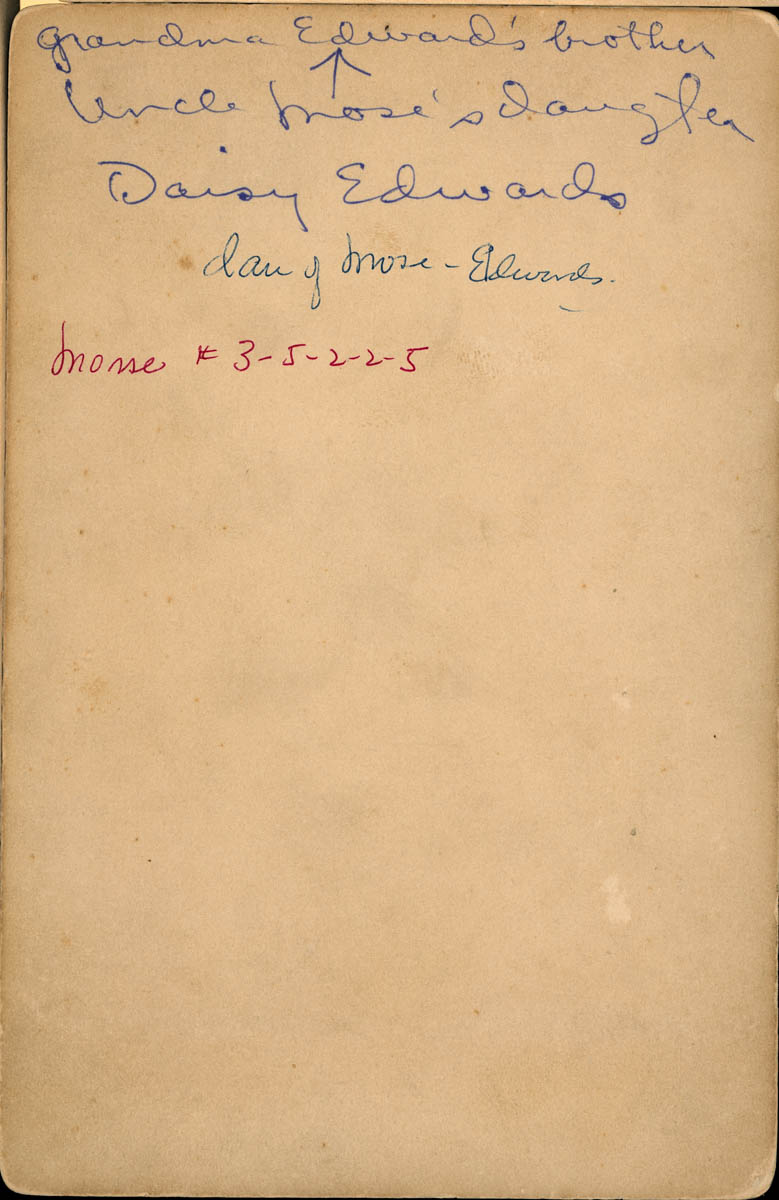 grandma Edward's brother
↑
Uncle Mose's daughter
Daisy Edwards
dau of Mose - Edwards.
Morse # 3-5-2-2-5